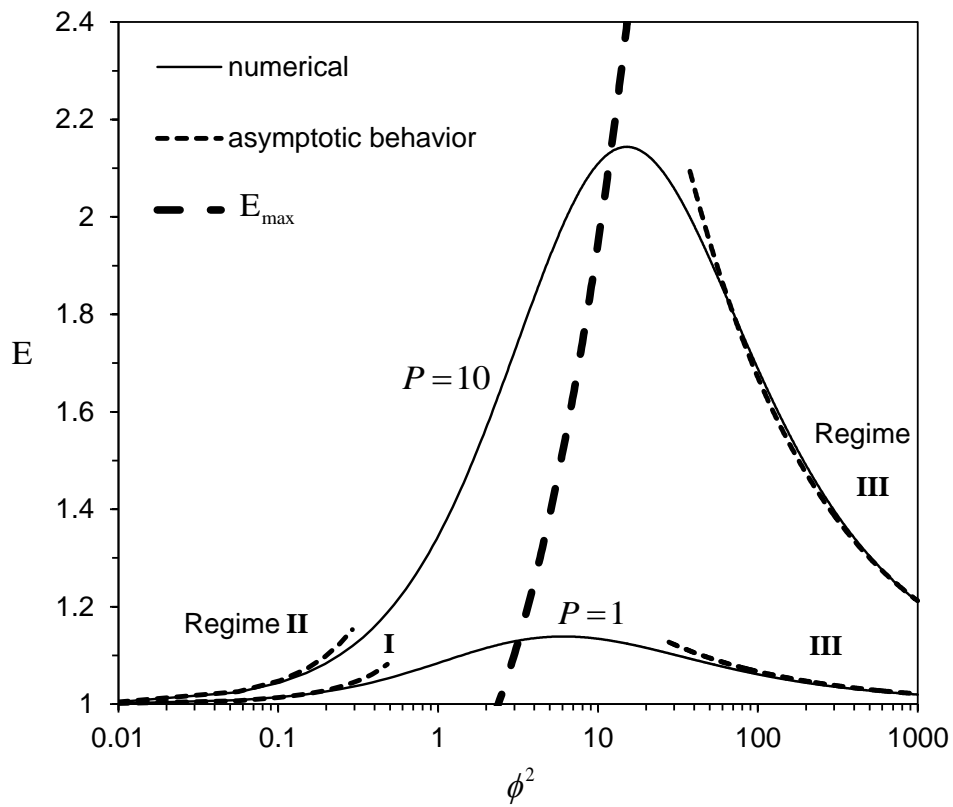 2.4
numerical
2.2
asymptotic behavior
E_max
2
1.8
E
P = 10
1.6
Regime
III
1.4
1.2
Regime II
I
P = 1
III
1
0.01
0.1
1
10
100
1000
ϕ²